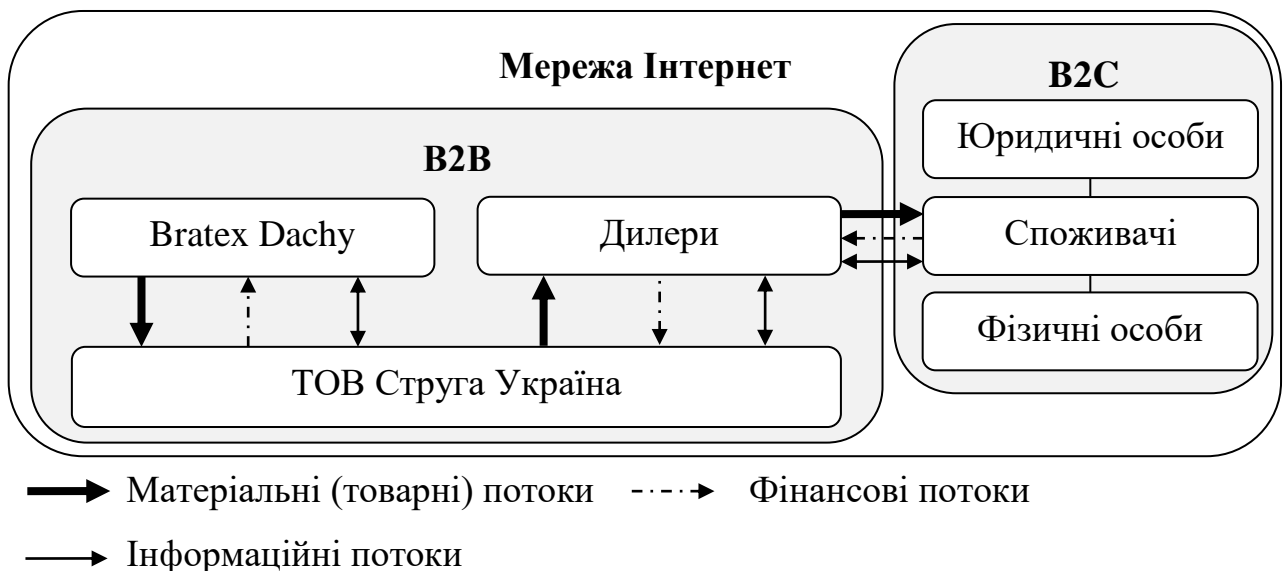 Мережа Інтернет
B2C
Юридичні особи
B2B
Bratex Dachy
Дилери
Споживачі
Фізичні особи
ТОВ Струга Україна
Матеріальні (товарні) потоки
Фінансові потоки
Інформаційні потоки